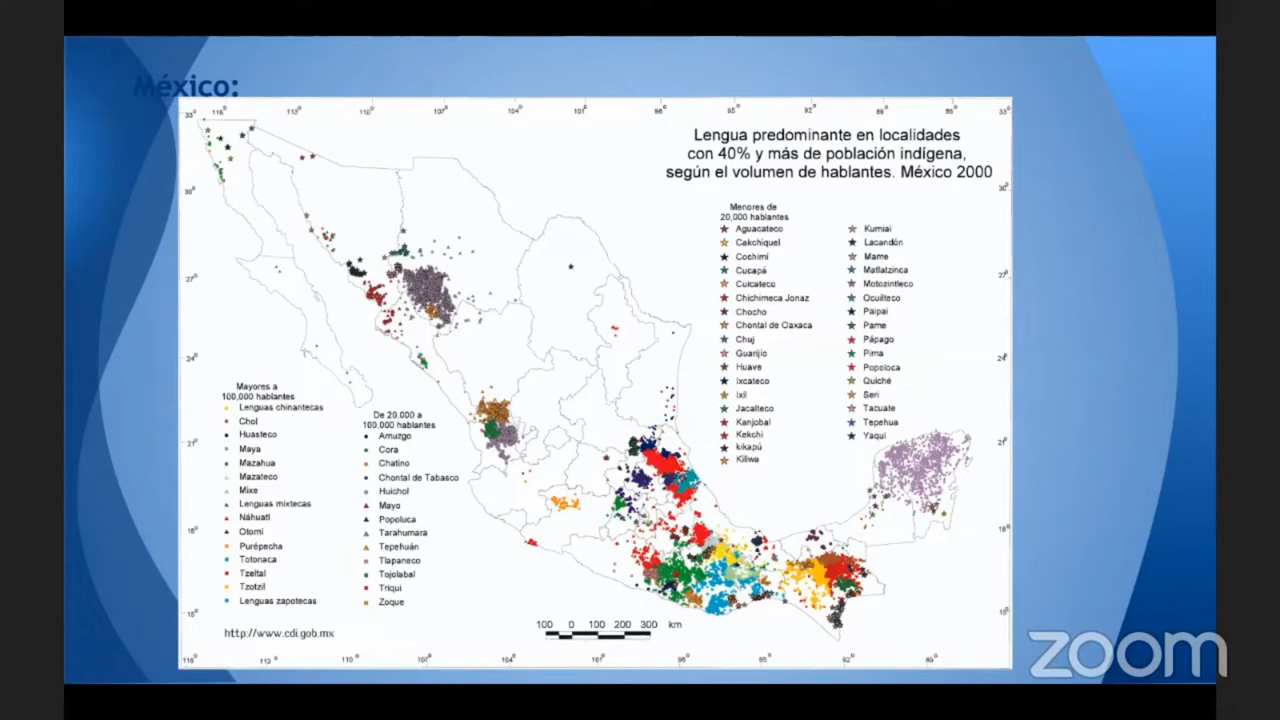 México:
Lengua predominante en localidades
con 40% y más de población indígena,
según el volumen de hablantes. México 2000
Menores de
20,000 hablantes
Aguacateco
Cakchiquel
Cochimí
Cucapá
Cuicateco
Chichimeca Jonaz
Chocho
Chontal de Oaxaca
Chuj
Guarijio
Huave
Ixcateco
Ixil
Jacalteco
Kanjobal
Kekchi
kikapú
Kiliwa
Kumiai
Lacandón
Mame
Matlatzinca
Motozintleco
Ocuilteco
Paipai
Pame
Pápago
Pima
Popoloca
Quiché
Seri
Tacuate
Tepehua
Yaqui
Mayores a
100,000 hablantes
Lenguas chinantecas
Chol
Huasteco
Maya
Mazahua
Mazateco
Mixe
Lenguas mixtecas
Náhuatl
Otomí
Purépecha
Totonaca
Tzeltal
Tzotzil
Lenguas zapotecas
De 20,000 a
100,000 hablantes
Amuzgo
Cora
Chatino
Chontal de Tabasco
Huichol
Mayo
Popoluca
Tarahumara
Tepehuán
Tlapaneco
Tojolabal
Triqui
Zoque
http://www.cdi.gob.mx
100 0 100 200 300 km
zoom